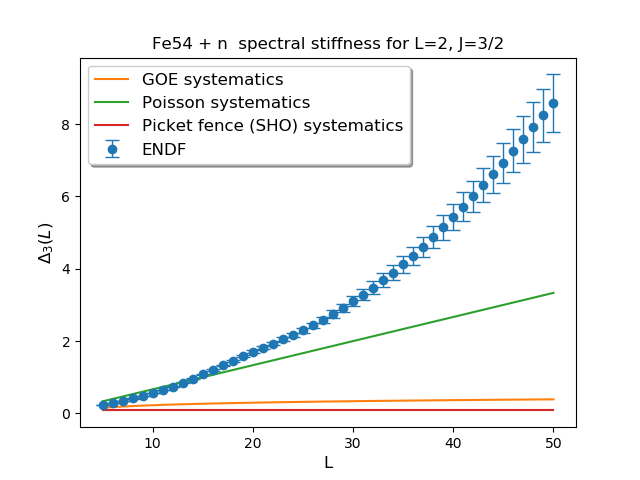 Fe54 + n  spectral stiffness for L=2, J=3/2
GOE systematics
Poisson systematics
Picket fence (SHO) systematics
ENDF
Δ₃(L)
8
6
4
2
0
10 20 30 40 50
L